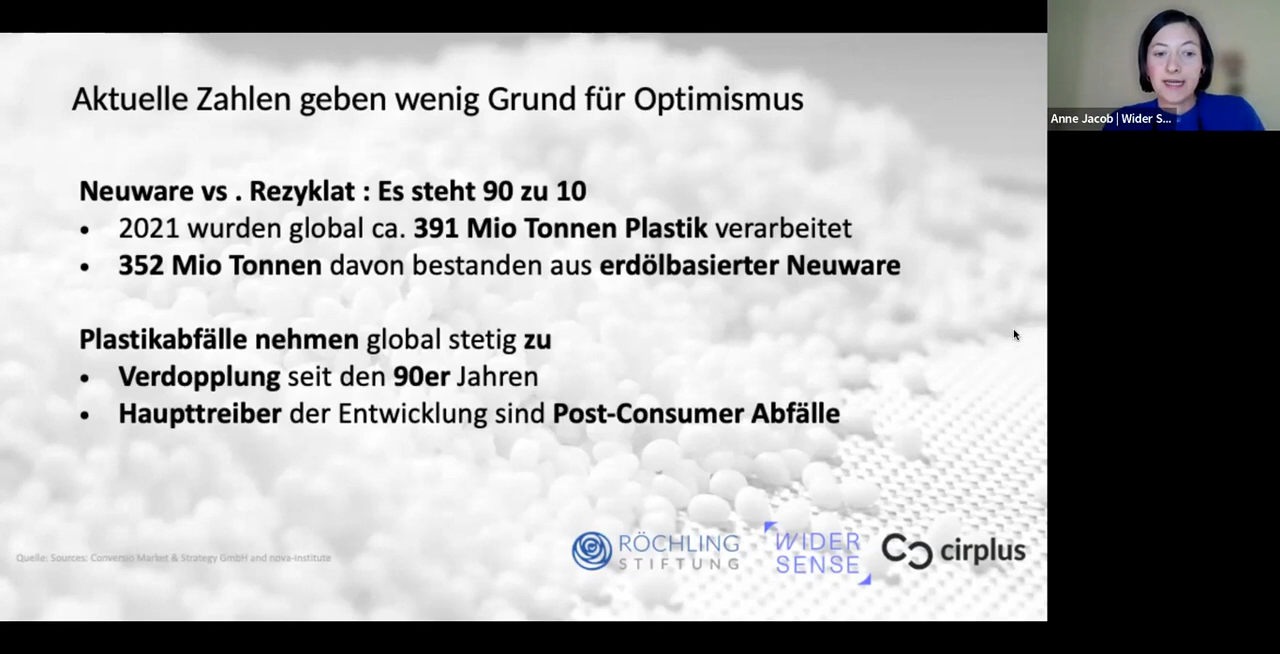 Aktuelle Zahlen geben wenig Grund für Optimismus
Neuware vs . Rezyklat : Es steht 90 zu 10
• 2021 wurden global ca. 391 Mio Tonnen Plastik verarbeitet
• 352 Mio Tonnen davon bestanden aus erdölbasierter Neuware
Plastikabfälle nehmen global stetig zu
• Verdopplung seit den 90er Jahren
• Haupttreiber der Entwicklung sind Post-Consumer Abfälle
Quelle: Sources: Conversio Market & Strategy GmbH and nova-Institute
RÖCHLING
STIFTUNG
WIDER
SENSE
cirplus
Anne Jacob | Wider S...